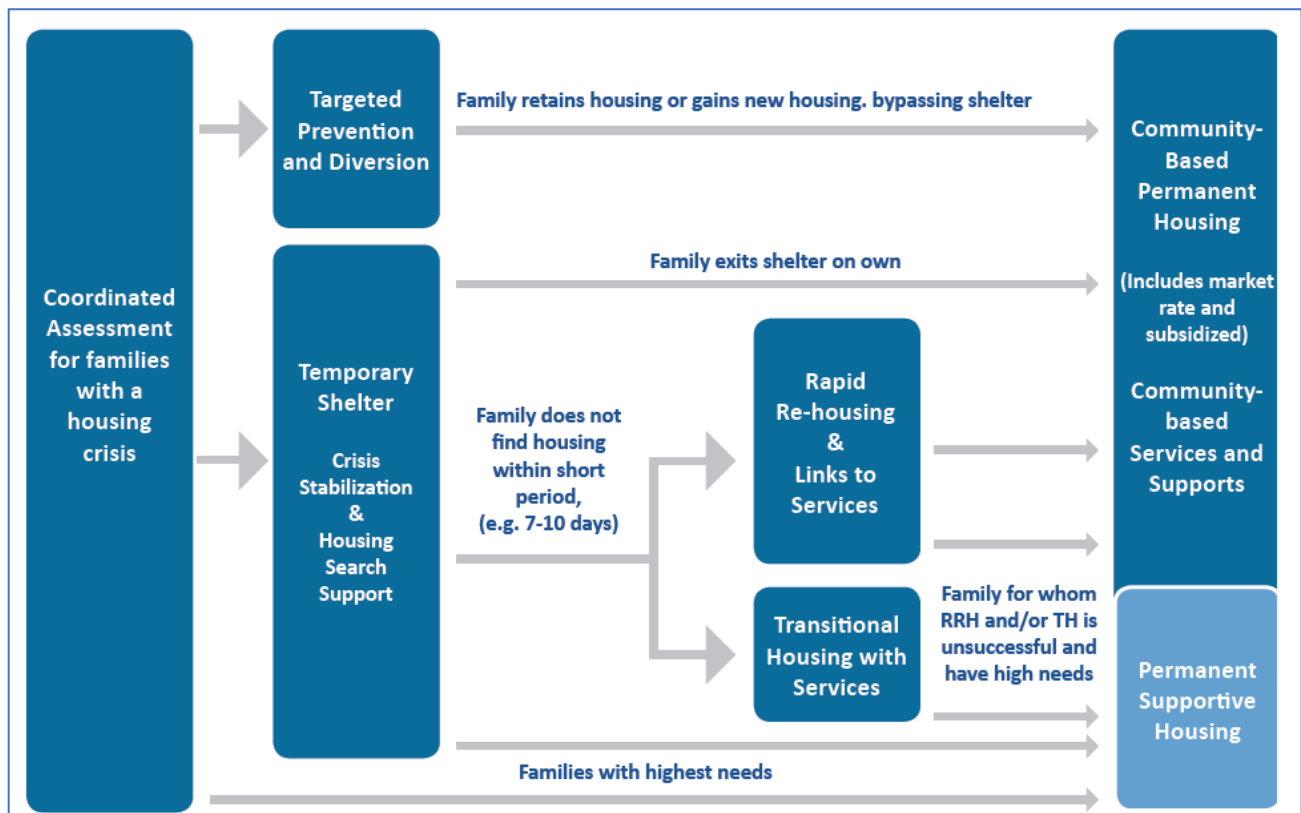 Coordinated
Assessment
for families
with a
housing
crisis
Targeted
Prevention
and Diversion
Family retains housing or gains new housing. bypassing shelter
Temporary
Shelter
Crisis
Stabilization
&
Housing
Search
Support
Family exits shelter on own
Family does not
find housing
within short
period,
(e.g. 7-10 days)
Rapid
Re-housing
&
Links to
Services
Transitional
Housing with
Services
Family for whom
RRH and/or TH is
unsuccessful and
have high needs
Families with highest needs
Community-
Based
Permanent
Housing
(Includes market
rate and
subsidized)
Community-
based
Services and
Supports
Permanent
Supportive
Housing